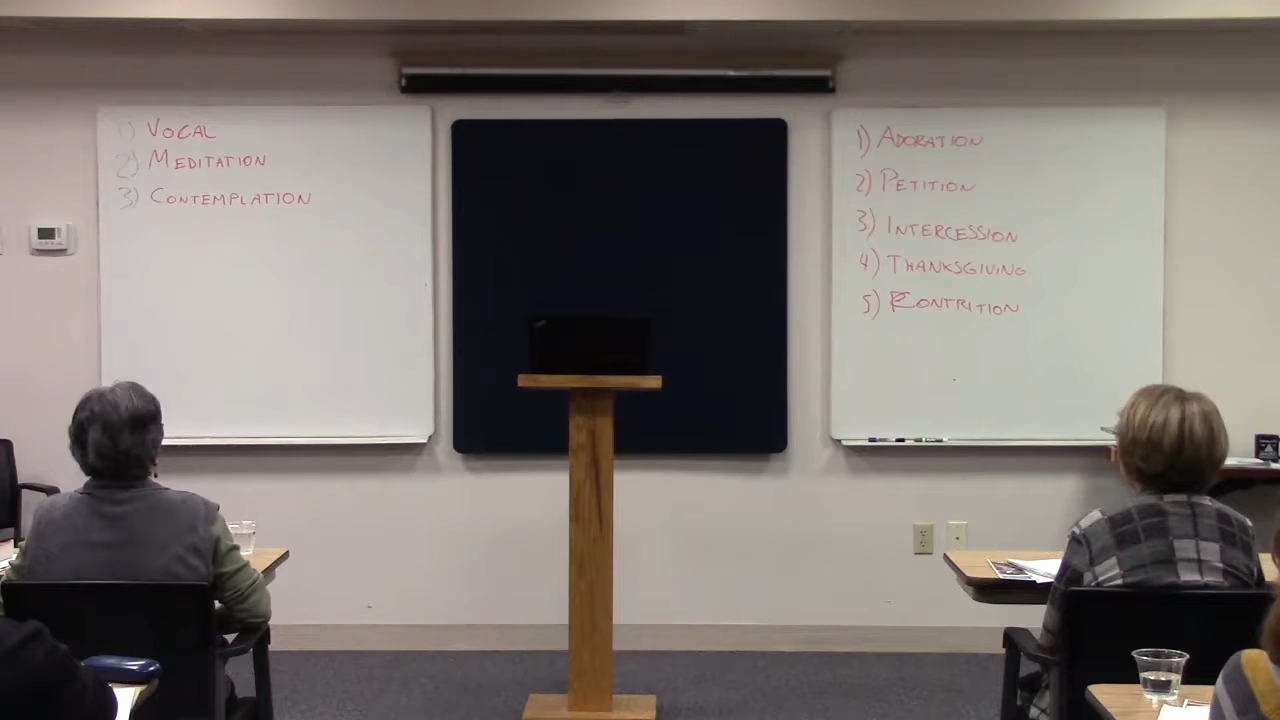 1) VOCAL
2) MEDITATION
3) CONTEMPLATION
1) ADORATION
2) PETITION
3) INTERCESSION
4) THANKSGIVING
5) CONTRITION